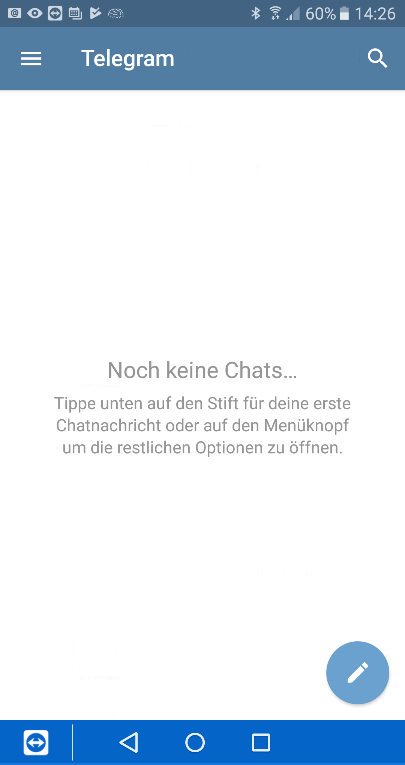 60% 14:26
Telegram
Noch keine Chats...
Tippe unten auf den Stift für deine erste
Chatnachricht oder auf den Menüknopf
um die restlichen Optionen zu öffnen.